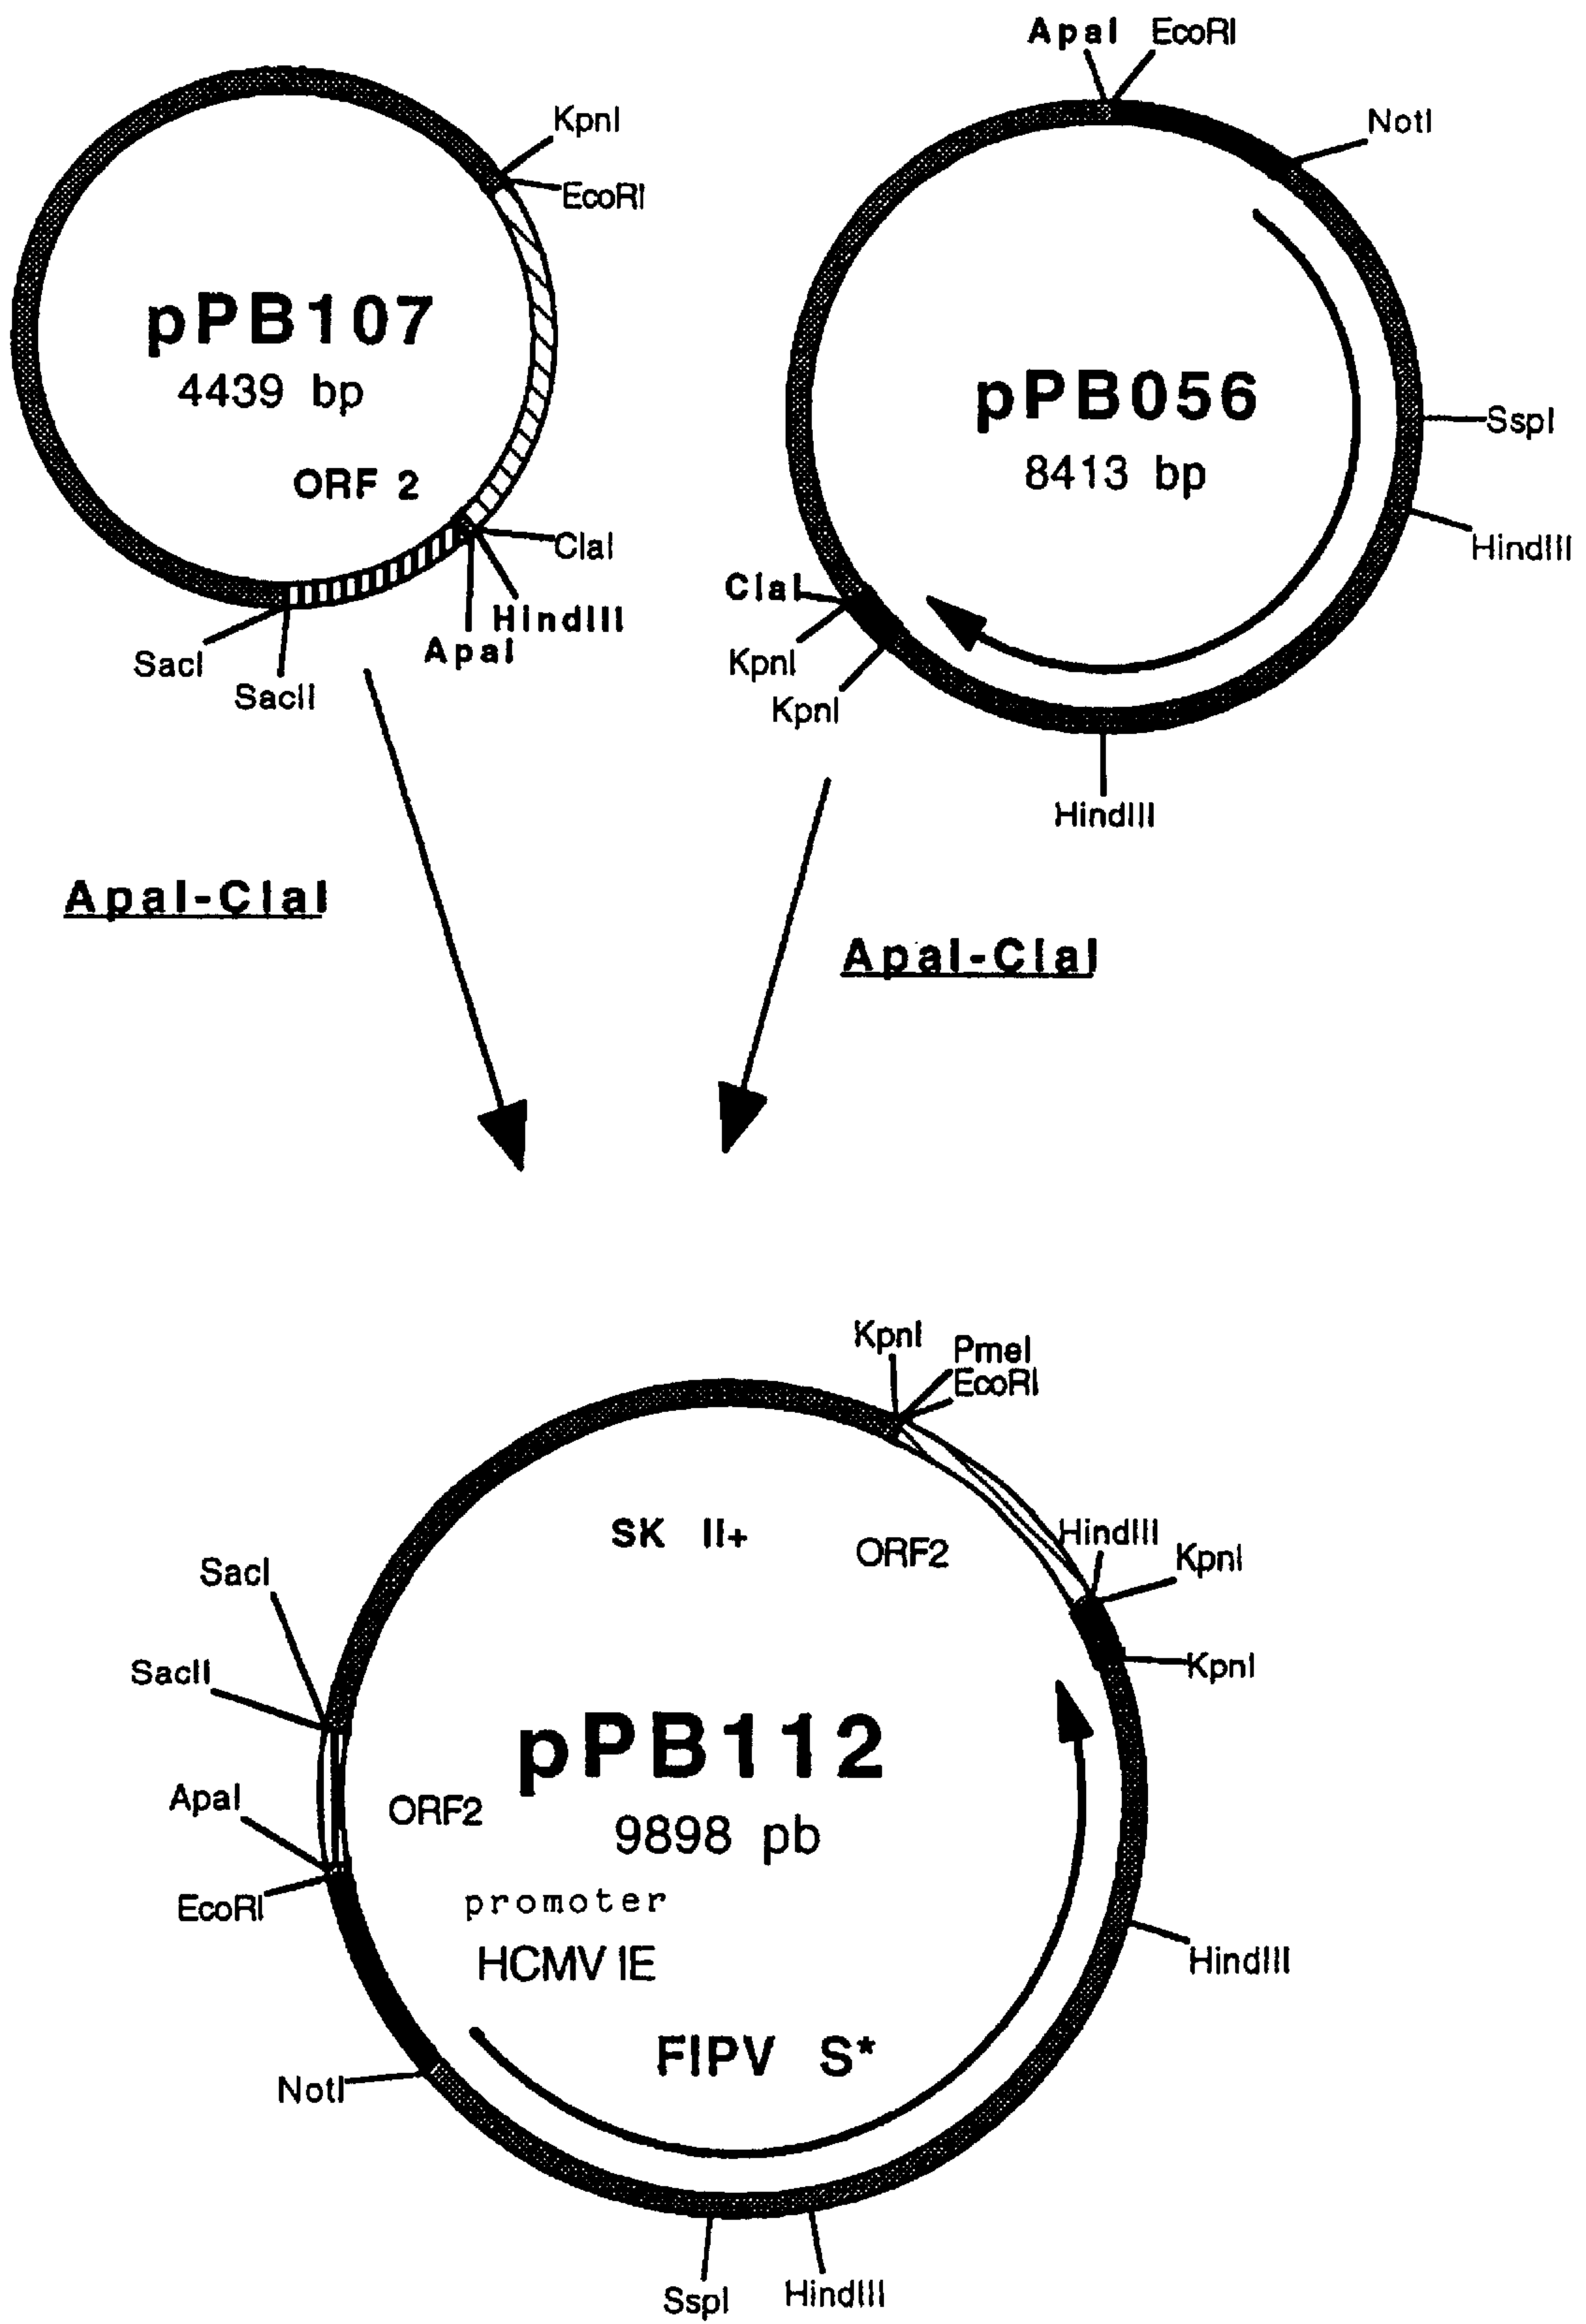 KpnI
EcoRI
pPB107
4439 bp
ORF 2
ClaI
HindIII
ApaI
SacI
SacII
ApaI EcoRI
NotI
pPB056
8413 bp
SspI
HindIII
ClaI
KpnI
KpnI
HindIII
ApaI-ClaI
ApaI-ClaI
KpnI
PmeI
EcoRI
SK II+
ORF2
HindIII
KpnI
KpnI
SacI
SacII
pPB112
9898 pb
ApaI
ORF2
EcoRI
promoter
HCMV IE
HindIII
FIPV S*
NotI
SspI
HindIII